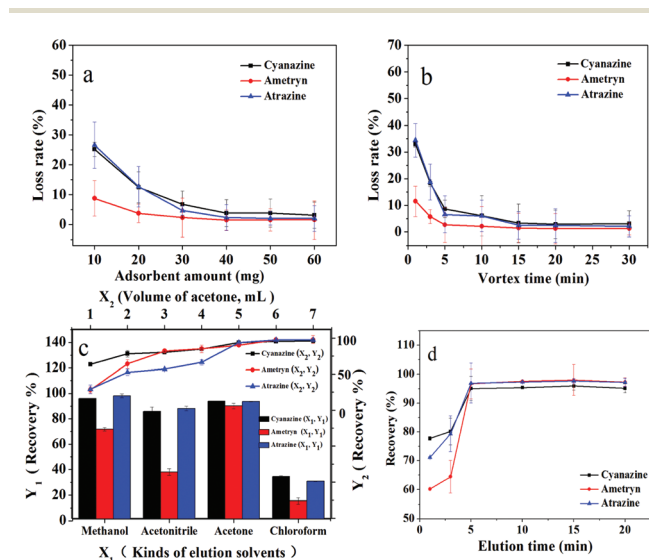 a
Cyanazine
Ametryn
Atrazine
Loss rate (%)
60
50
40
30
20
10
0
10 20 30 40 50 60
Adsorbent amount (mg)
b
Cyanazine
Ametryn
Atrazine
Loss rate (%)
70
60
50
40
30
20
10
0
0 5 10 15 20 25 30
Vortex time (min)
X2 (Volume of acetone, mL)
1 2 3 4 5 6 7
c
Cyanazine (X2, Y2)
Ametryn (X2, Y2)
Atrazine (X2, Y2)
Cyanazine (X1, Y1)
Ametryn (X1, Y1)
Atrazine (X1, Y1)
Y1 ( Recovery % )
140
120
100
80
60
40
20
0
100
50
0
Y2 ( Recovery % )
Methanol Acetonitrile Acetone Chloroform
X1 ( Kinds of elution solvents )
d
Cyanazine
Ametryn
Atrazine
Recovery (%)
110
100
90
80
70
60
50
0 5 10 15 20
Elution time (min)